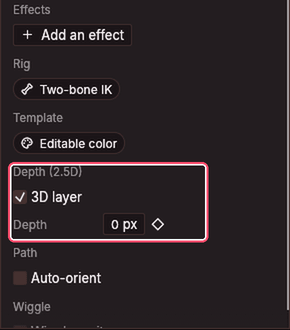 Effects
+ Add an effect
Rig
Two-bone IK
Template
Editable color
Depth (2.5D)
3D layer
Depth 0 px
Path
Auto-orient
Wiggle